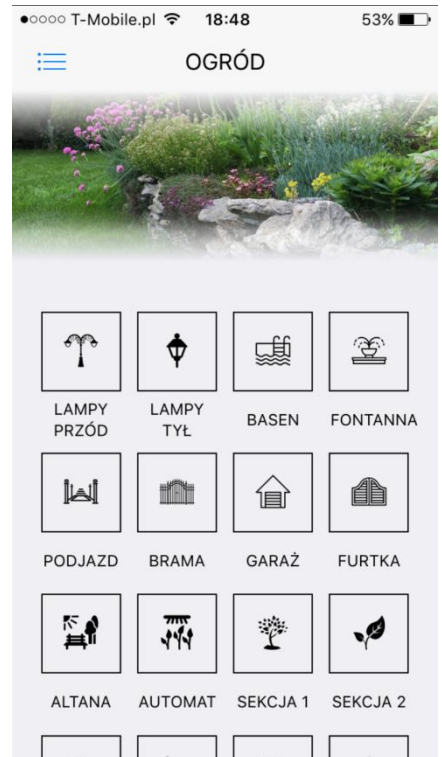 T-Mobile.pl 18:48 53%
OGRÓD
LAMPY PRZÓD
LAMPY TYŁ
BASEN
FONTANNA
PODJAZD
BRAMA
GARAŻ
FURTKA
ALTANA
AUTOMAT
SEKCJA 1
SEKCJA 2